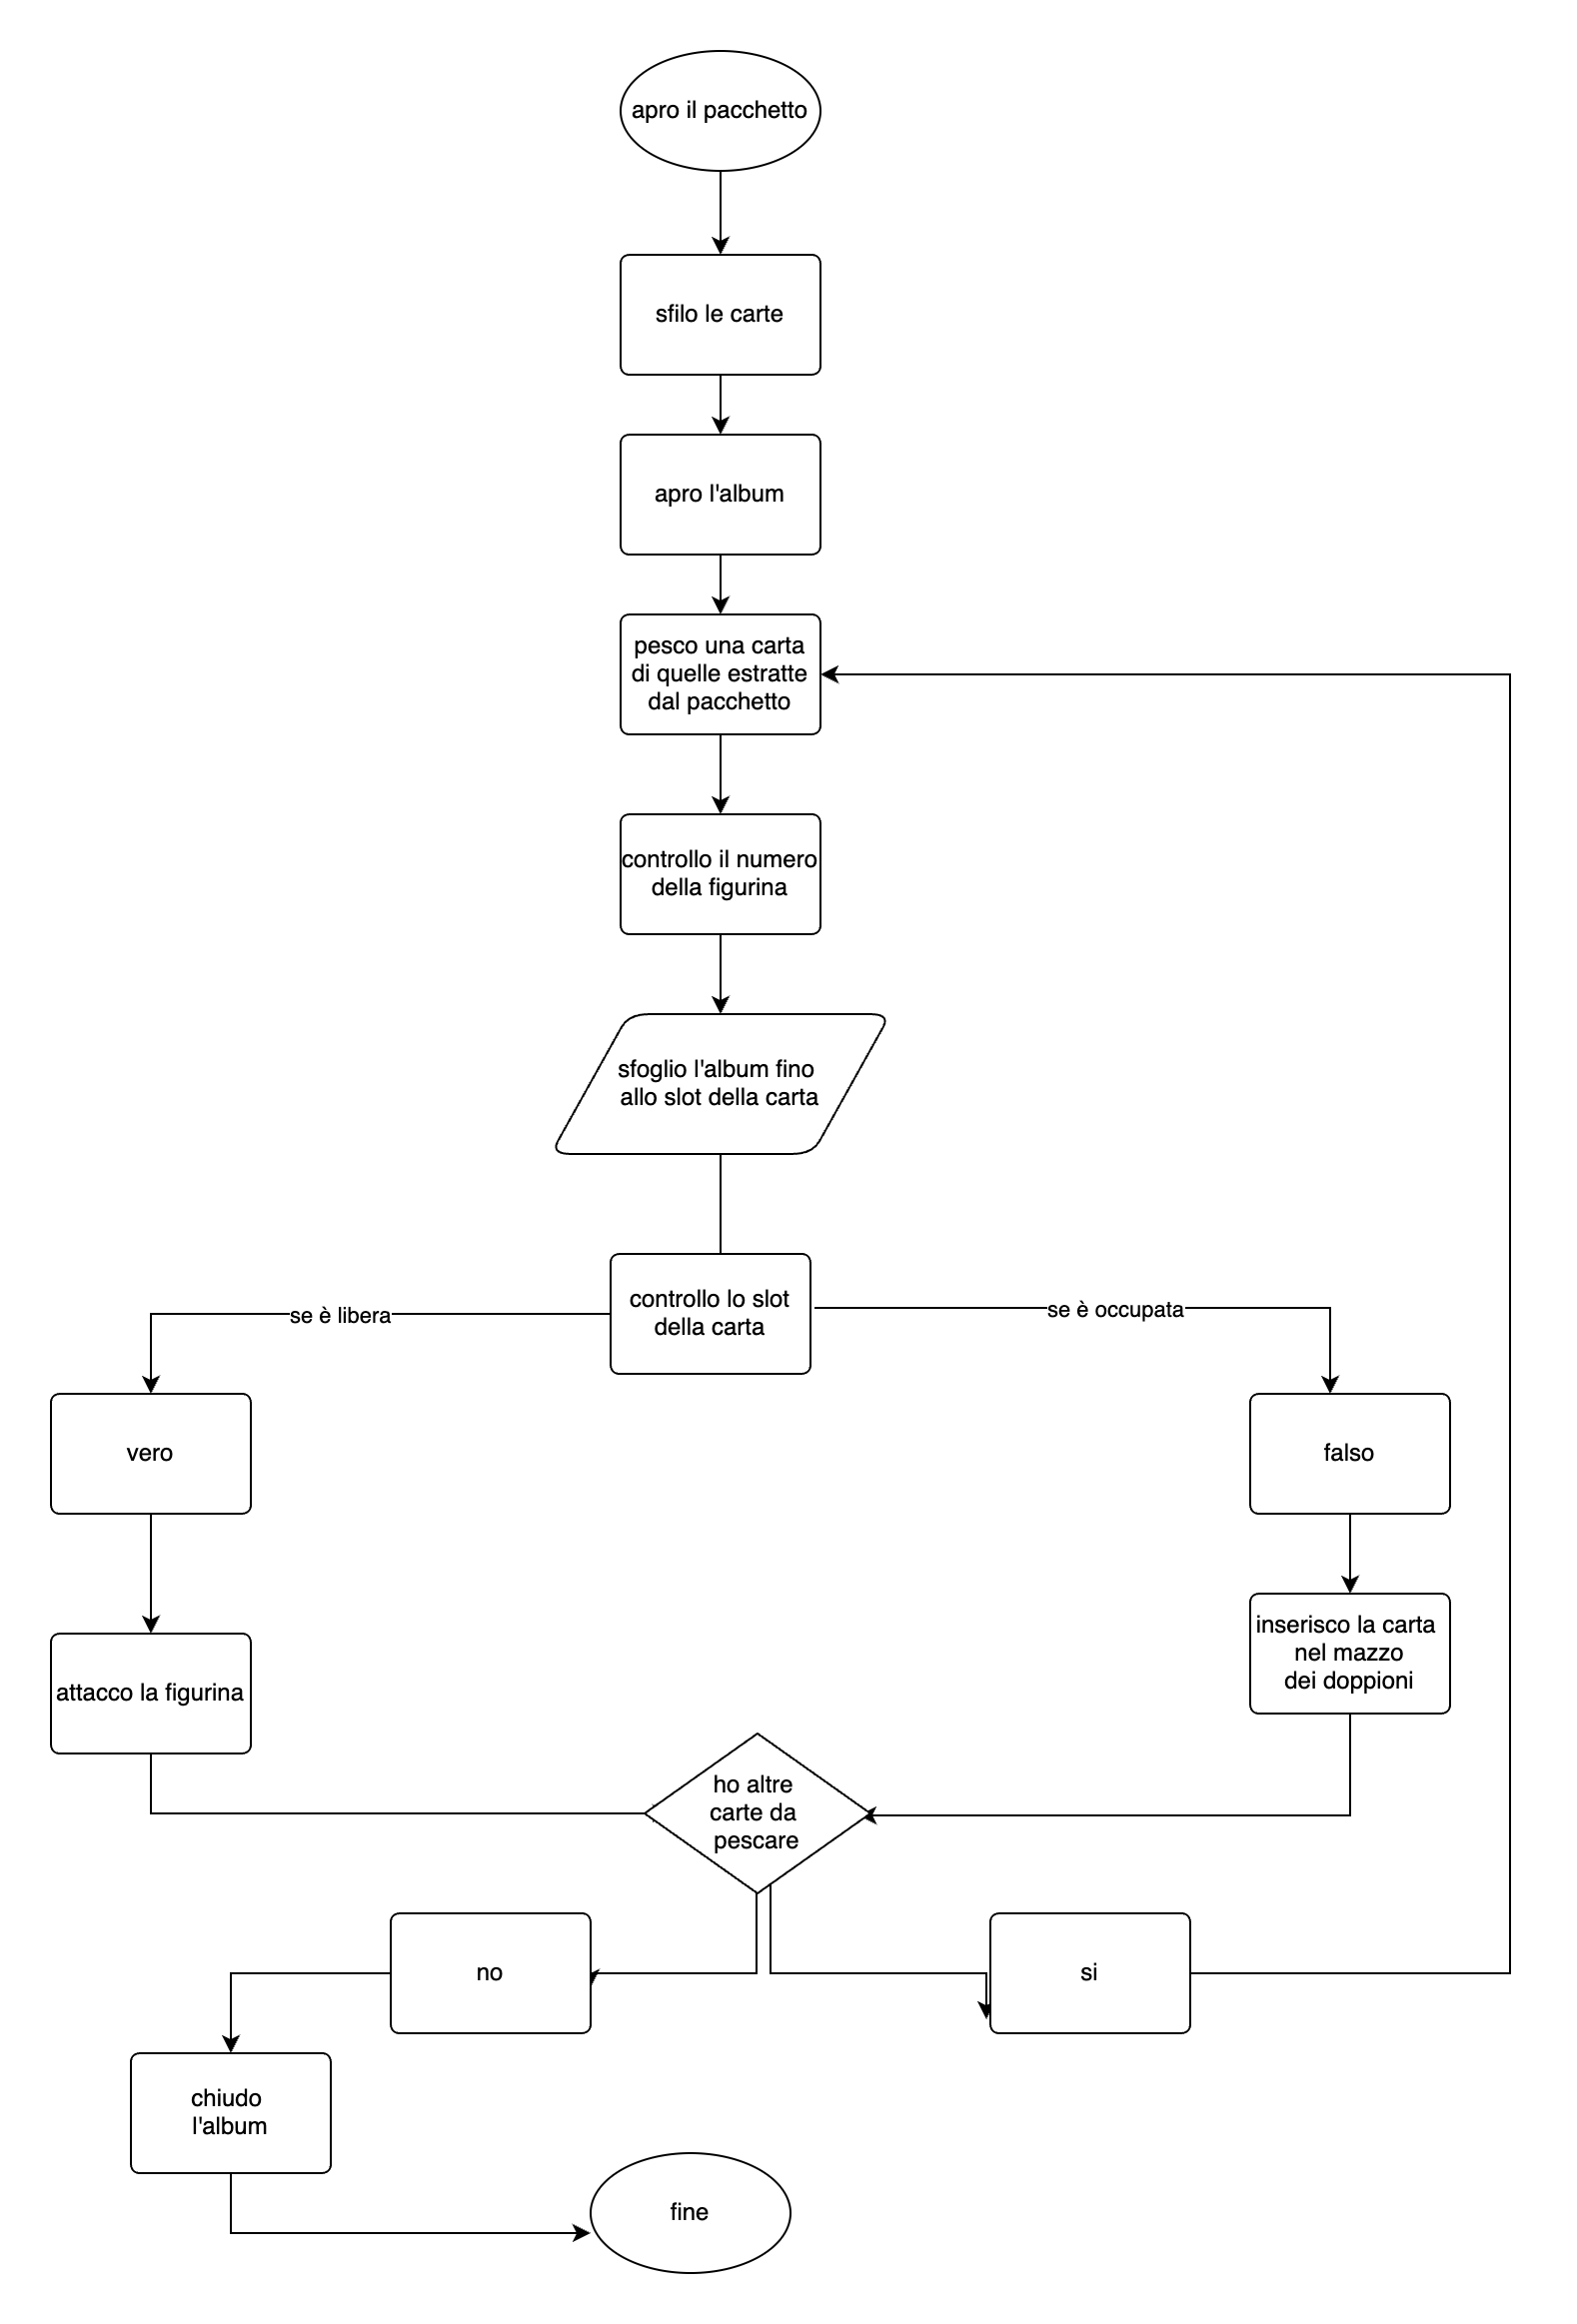 apro il pacchetto
sfilo le carte
apro l'album
pesco una carta
di quelle estratte
dal pacchetto
controllo il numero
della figurina
sfoglio l'album fino
allo slot della carta
controllo lo slot
della carta
se è libera
se è occupata
vero
falso
attacco la figurina
inserisco la carta
nel mazzo
dei doppioni
ho altre
carte da
pescare
no
si
chiudo
l'album
fine